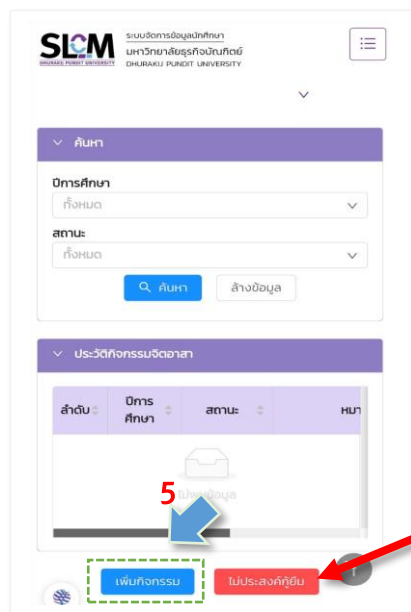 SLCM
DHURAKIJ PUNDIT UNIVERSITY
ระบบจัดการข้อมูลนักศึกษา
มหาวิทยาลัยธุรกิจบัณฑิตย์
DHURAKIJ PUNDIT UNIVERSITY
ค้นหา
ปีการศึกษา
ทั้งหมด
สถานะ
ทั้งหมด
ค้นหา ล้างข้อมูล
ประวัติกิจกรรมจิตอาสา
ลำดับ ปีการศึกษา สถานะ หมา
5
เพิ่มกิจกรรม ไม่ประสงค์กู้ยืม